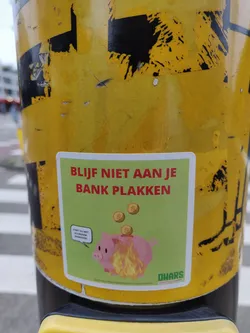 BLIJF NIET AAN JE
BANK PLAKKEN
DNARS